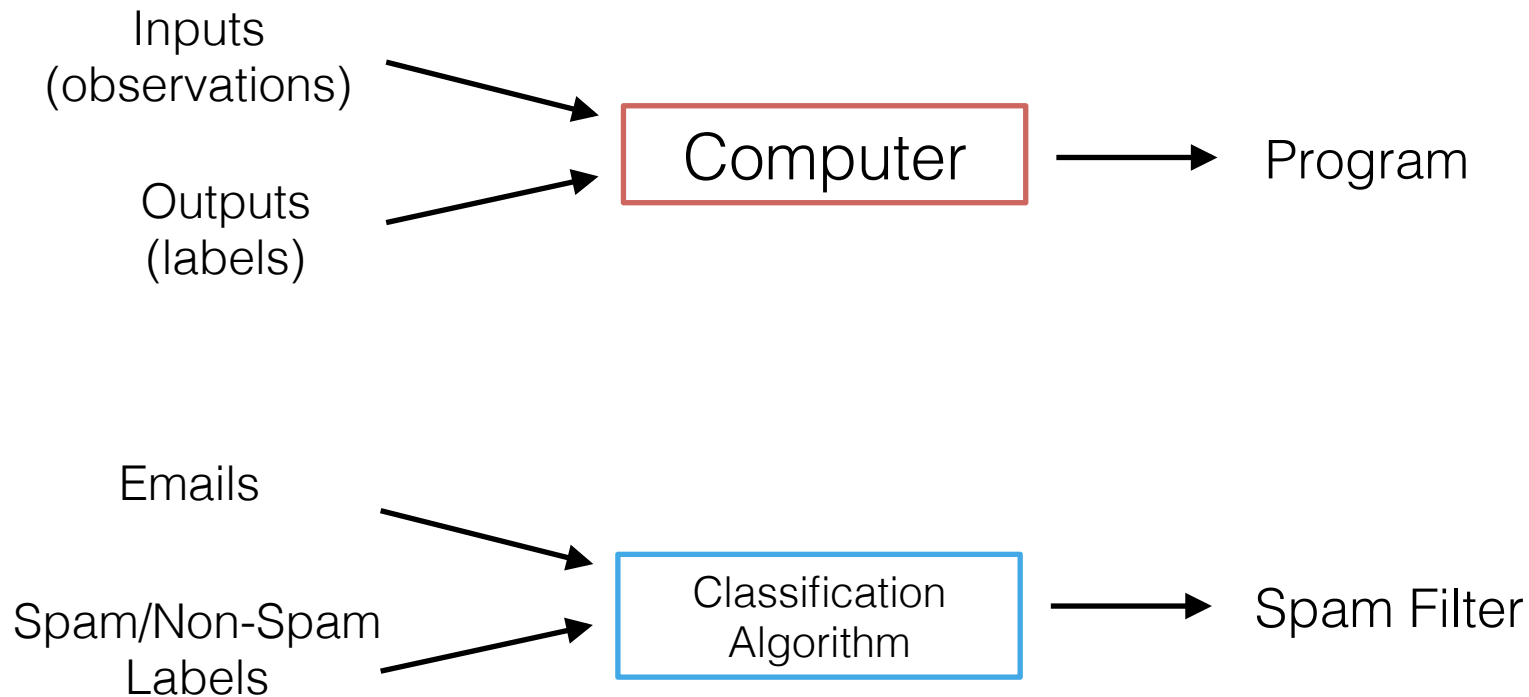 Inputs
(observations)
Computer
Program
Outputs
(labels)
Emails
Classification
Algorithm
Spam Filter
Spam/Non-Spam
Labels